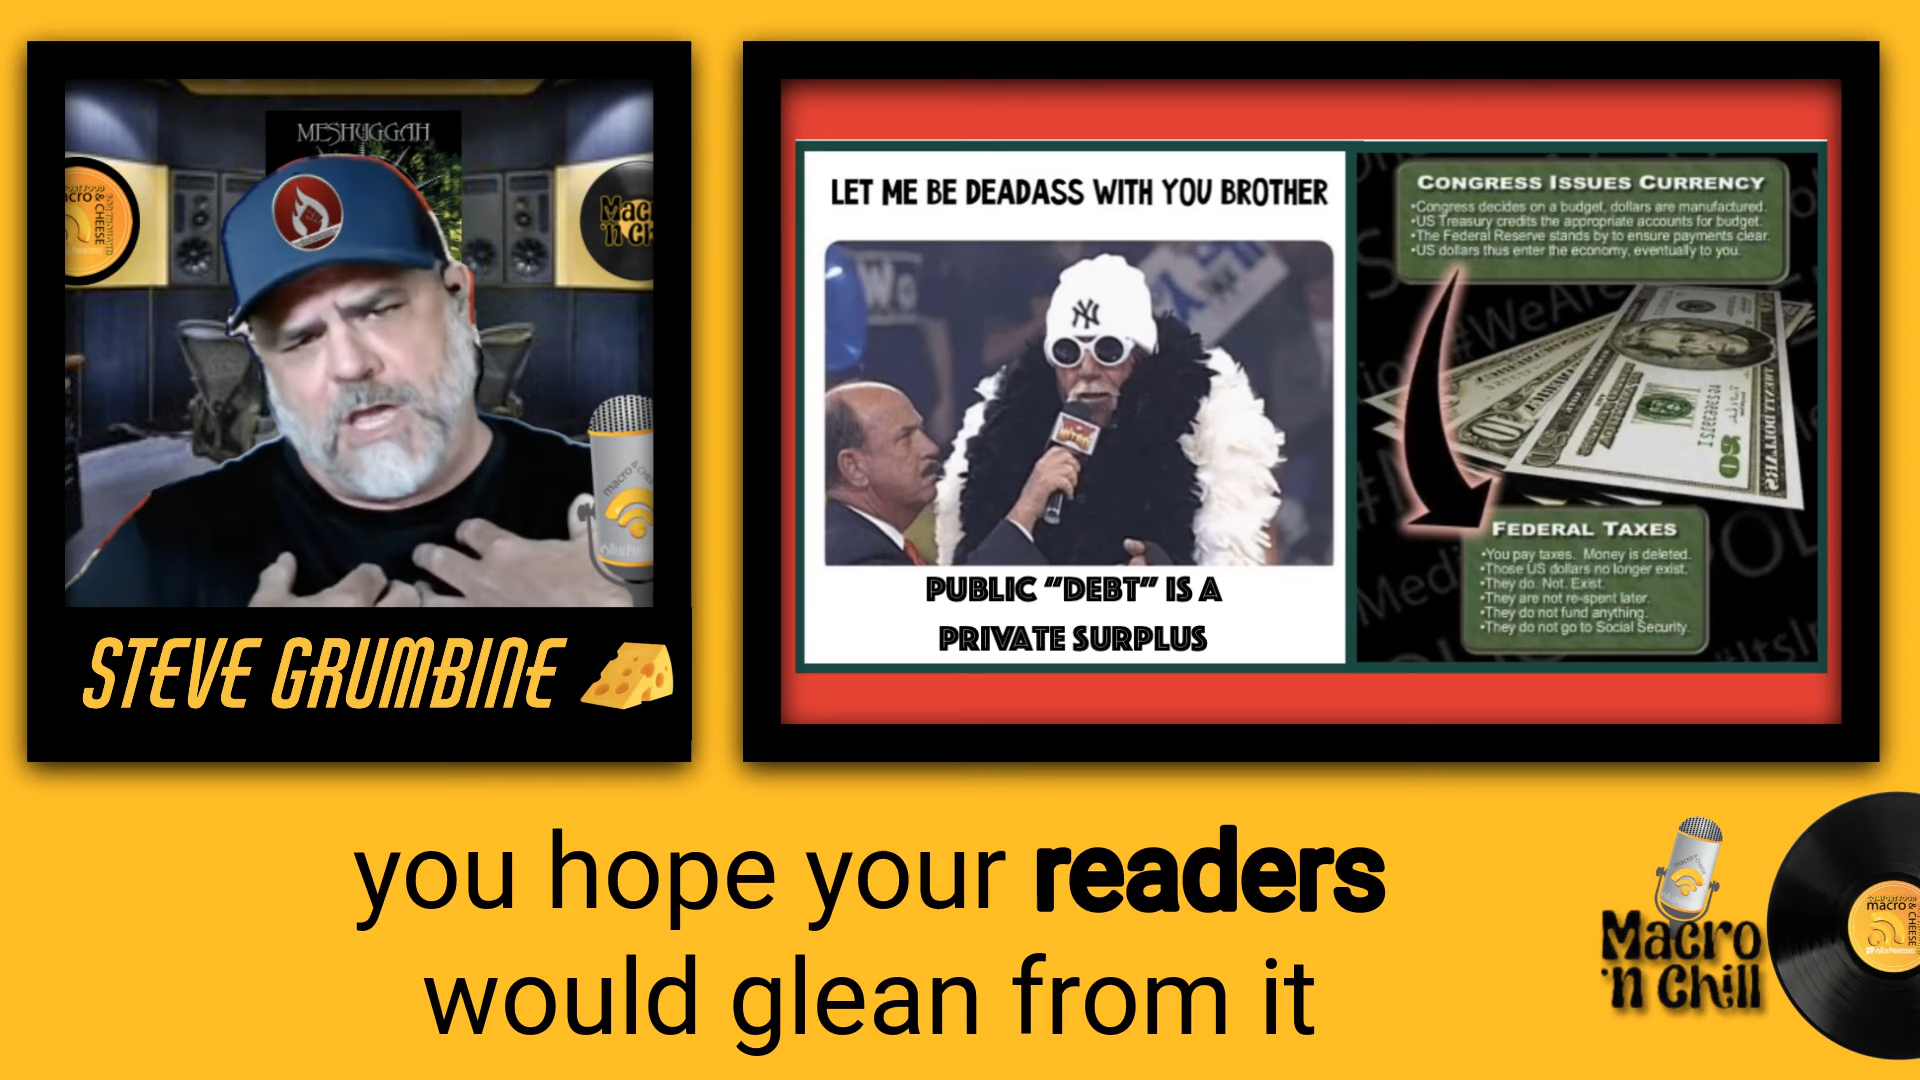 MESHUGGAH
STEVE GRUMBINE
LET ME BE DEADASS WITH YOU BROTHER
PUBLIC “DEBT” IS A
PRIVATE SURPLUS
CONGRESS ISSUES CURRENCY
•Congress decides on a budget, dollars are manufactured.
•US Treasury credits the appropriate accounts for budget.
•The Federal Reserve stands by to ensure payments clear.
•US dollars thus enter the economy, eventually to you.
FEDERAL TAXES
•You pay taxes. Money is deleted.
•Those US dollars no longer exist.
•They do. Not. Exist.
•They are not re-spent later.
•They do not fund anything.
•They do not go to Social Security.
you hope your readers
would glean from it
Macro
'N Chill
macro
& CHEESE